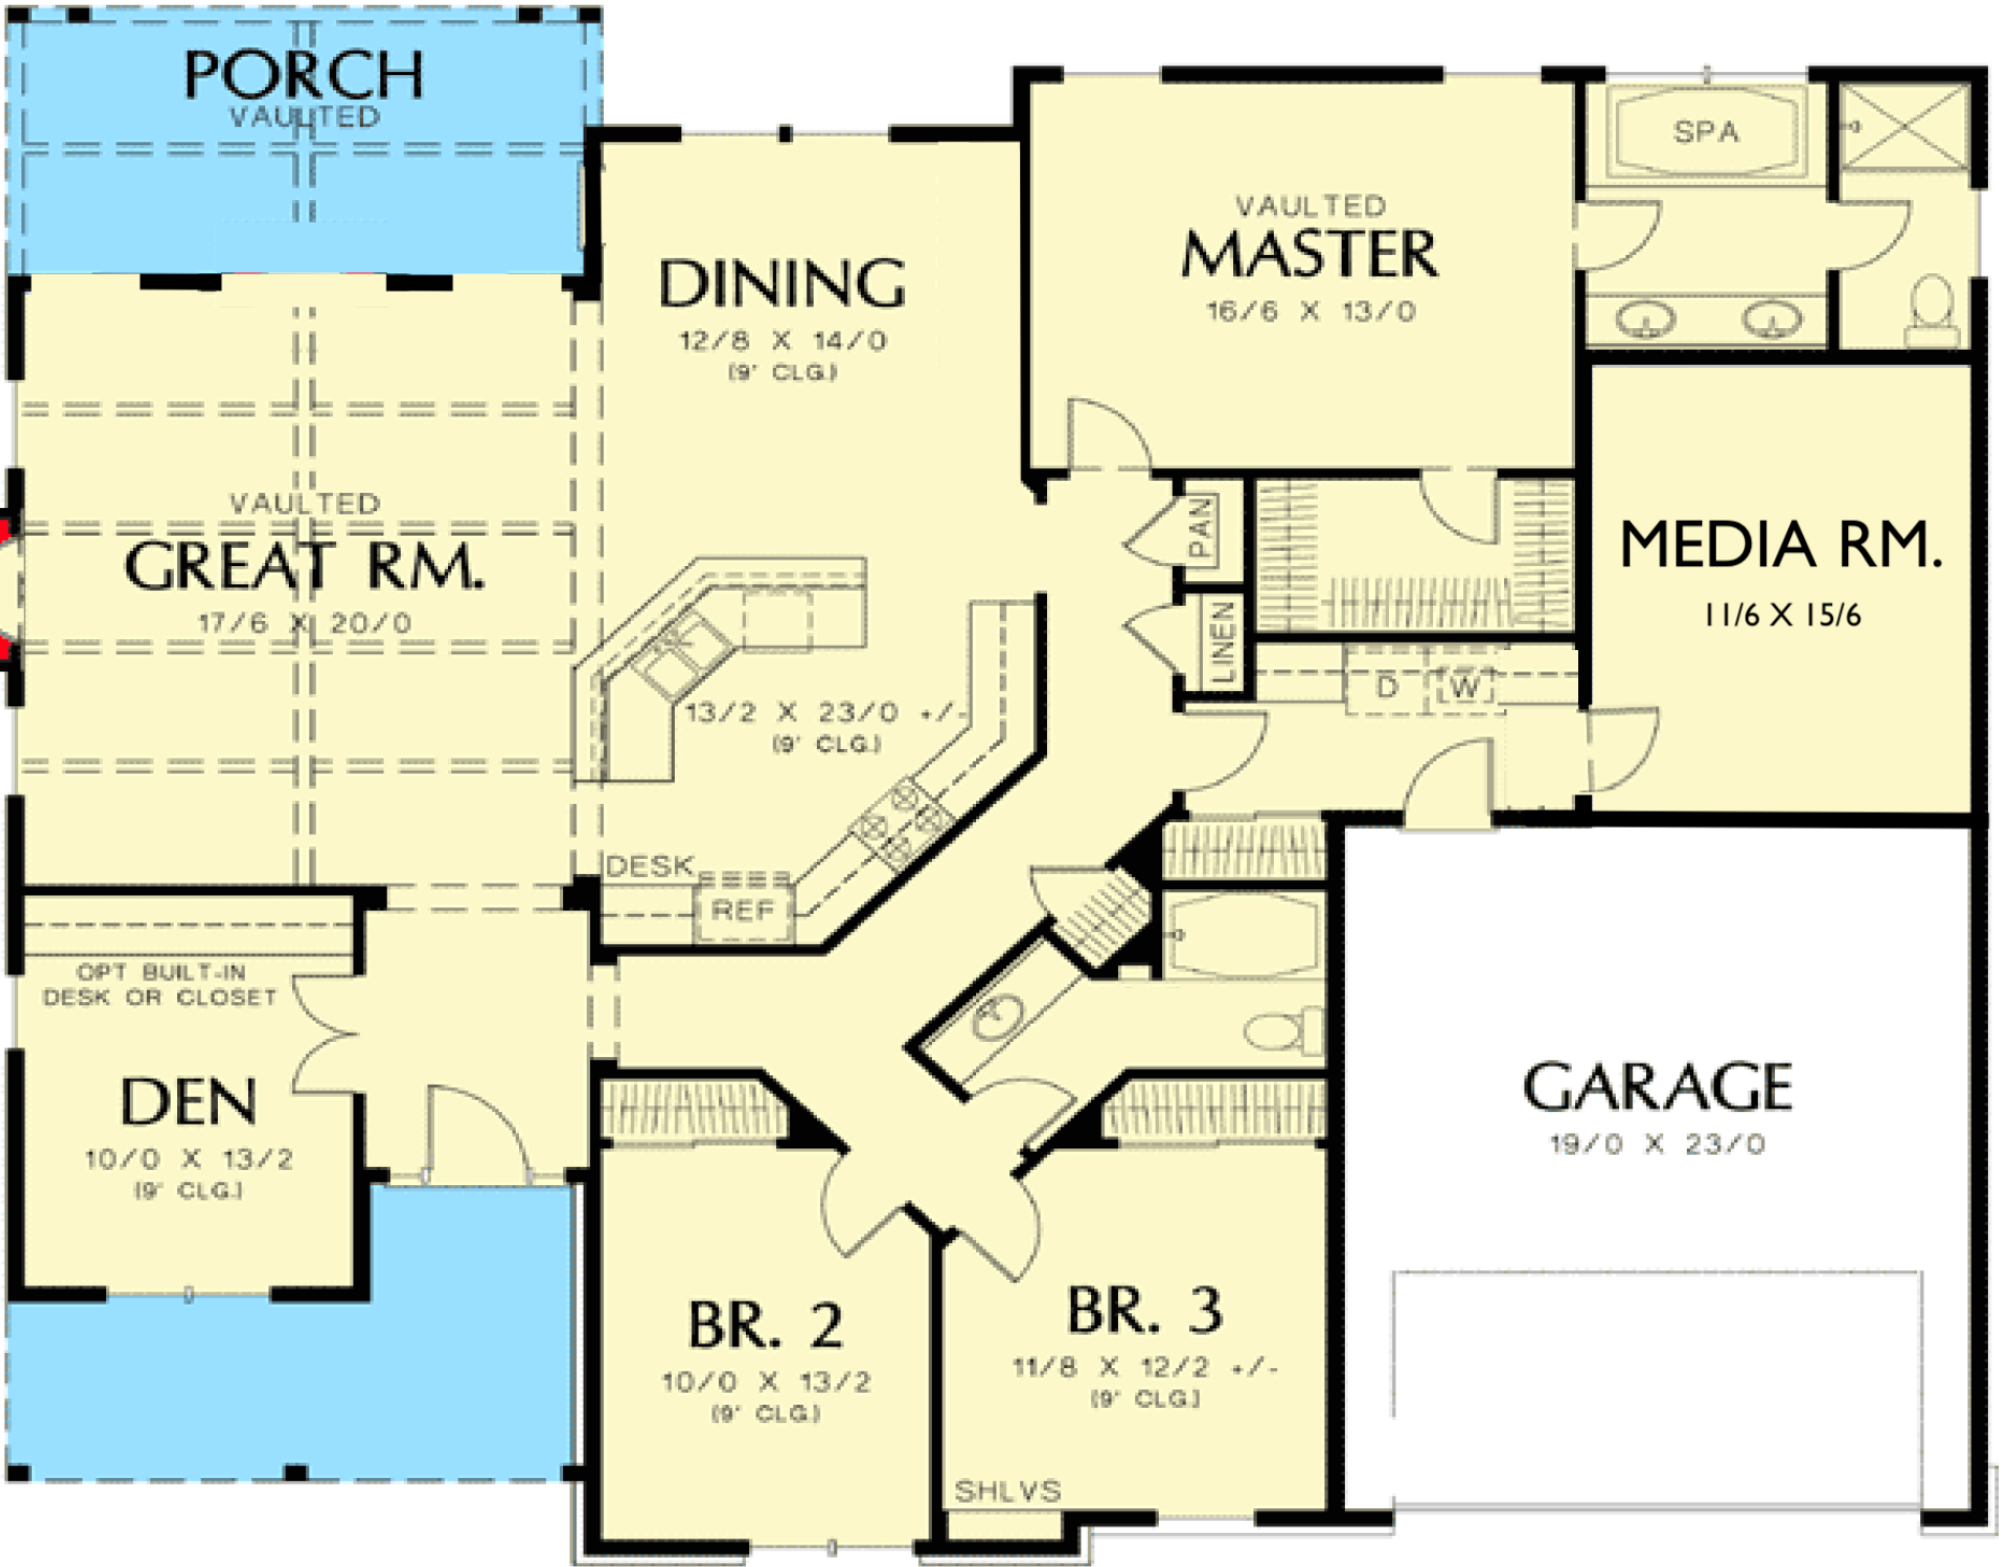 PORCH
VAULTED
DINING
12/8 X 14/0
(9' CLG.)
VAULTED
MASTER
16/6 X 13/0
SPA
VAULTED
GREAT RM.
17/6 X 20/0
PAN
LINEN
MEDIA RM.
11/6 X 15/6
D
W
13/2 X 23/0 +/-
(9' CLG.)
DESK
REF
OPT BUILT-IN
DESK OR CLOSET
DEN
10/0 X 13/2
(9' CLG.)
GARAGE
19/0 X 23/0
BR. 2
10/0 X 13/2
(9' CLG.)
BR. 3
11/8 X 12/2 +/-
(9' CLG.)
SHLVS